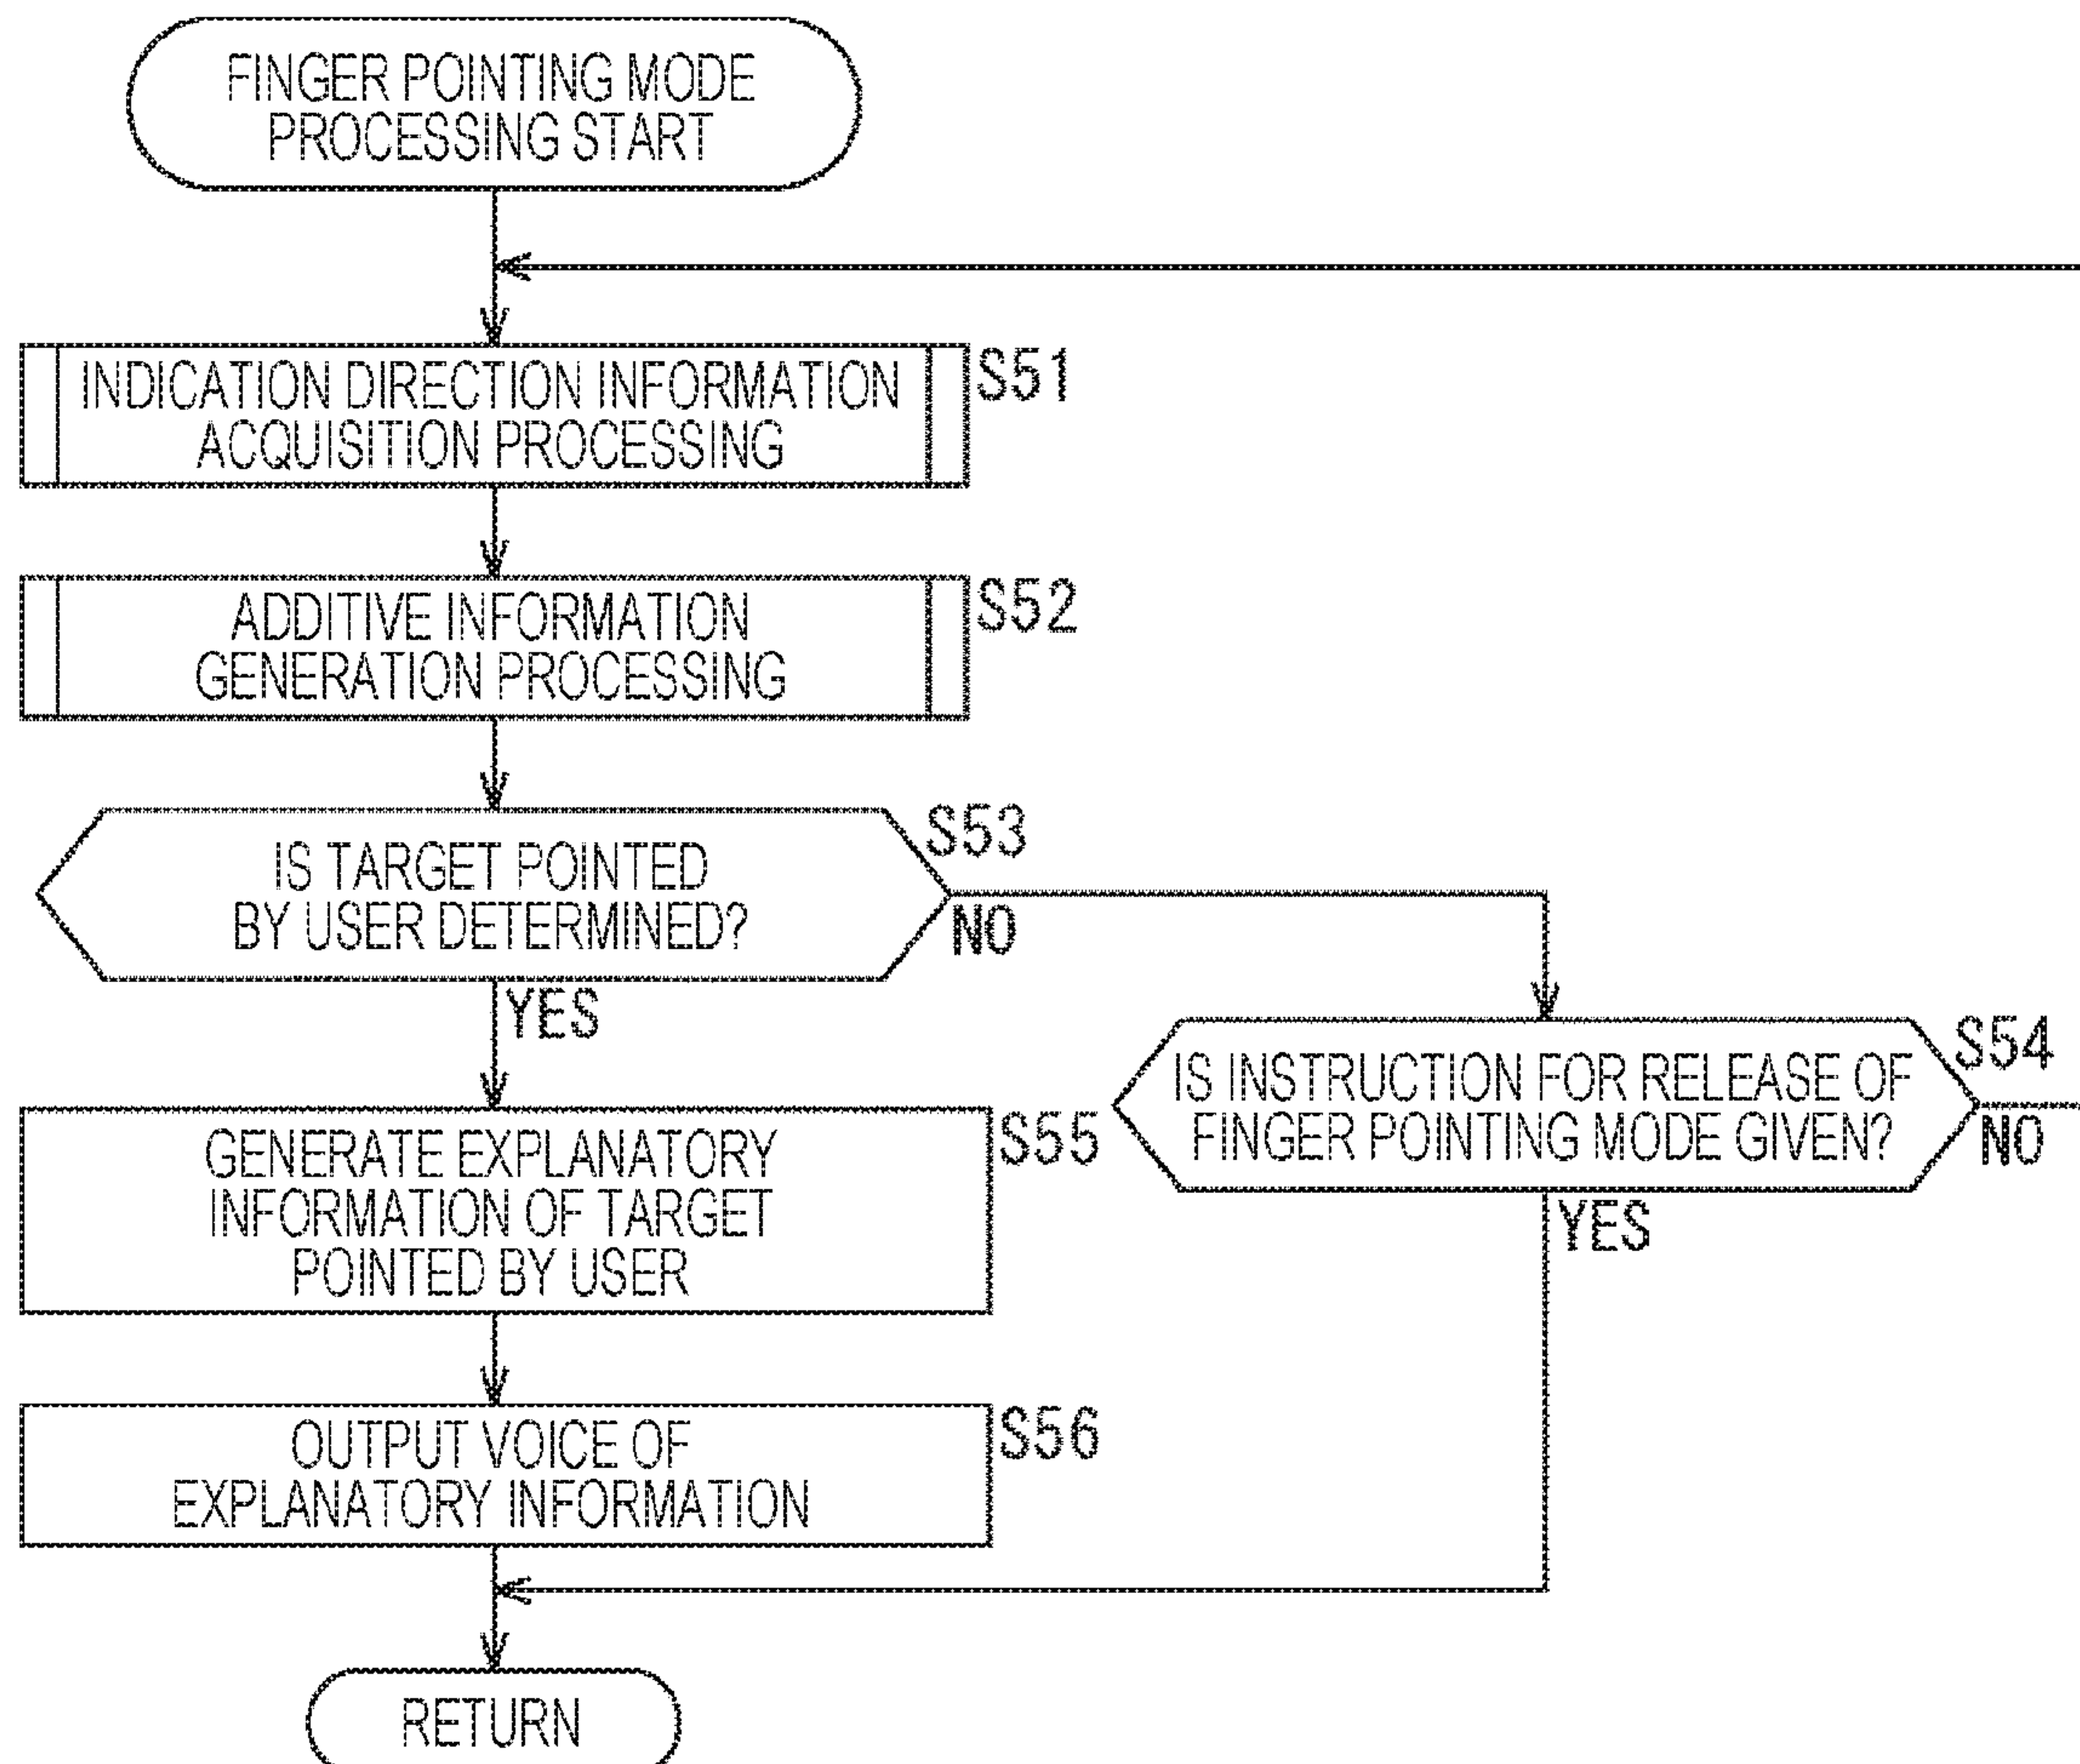 FINGER POINTING MODE
PROCESSING START
INDICATION DIRECTION INFORMATION
ACQUISITION PROCESSING
S51
ADDITIVE INFORMATION
GENERATION PROCESSING
S52
IS TARGET POINTED
BY USER DETERMINED?
S53
NO
YES
IS INSTRUCTION FOR RELEASE OF
FINGER POINTING MODE GIVEN?
S54
NO
YES
GENERATE EXPLANATORY
INFORMATION OF TARGET
POINTED BY USER
S55
OUTPUT VOICE OF
EXPLANATORY INFORMATION
S56
RETURN